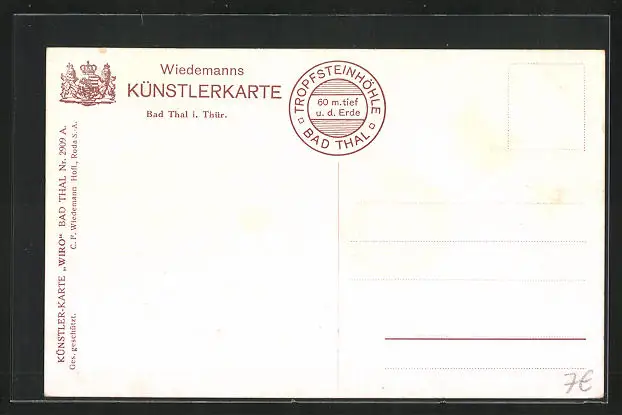 Wiedemanns
KÜNSTLERKARTE
Bad Thal i. Thür.
TROPFSTEINHÖHLE
60 m.tief
u. d. Erde
BAD THAL
KÜNSTLER-KARTE „WIRO“ BAD THAL Nr. 2909 A.
Ges. geschützt. C. F. Wiedemann Hofl., Roda S.-A.
7€